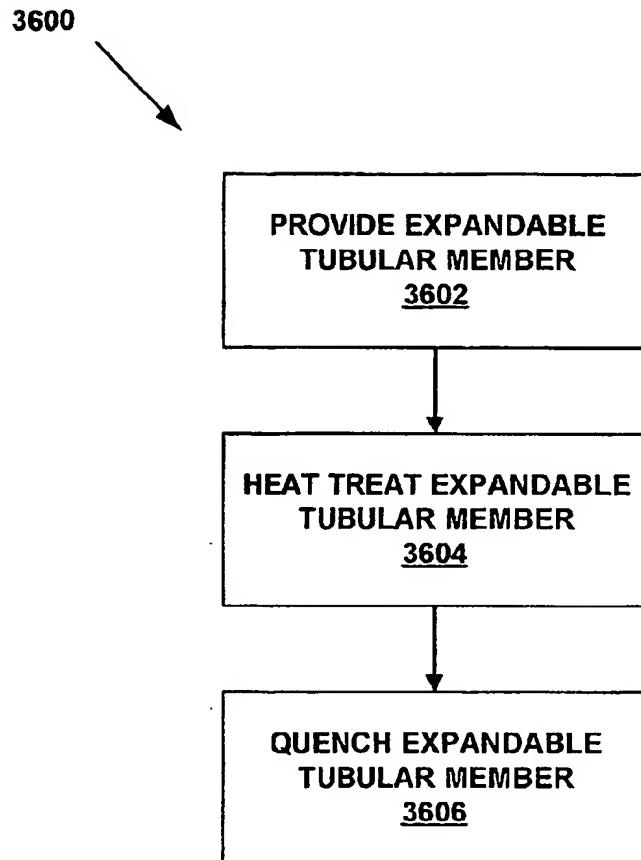 3600
PROVIDE EXPANDABLE
TUBULAR MEMBER
3602
HEAT TREAT EXPANDABLE
TUBULAR MEMBER
3604
QUENCH EXPANDABLE
TUBULAR MEMBER
3606